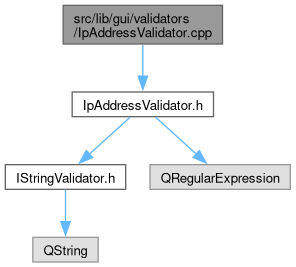 src/lib/gui/validators
/IpAddressValidator.cpp
IpAddressValidator.h
IStringValidator.h
QRegularExpression
QString